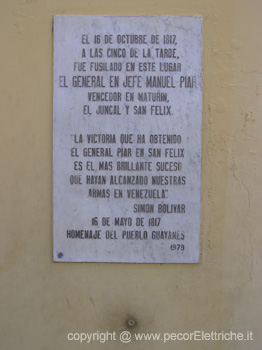 EL 16 DE OCTUBRE DE 1817,
A LAS CINCO DE LA TARDE,
FUE FUSILADO EN ESTE LUGAR
EL GENERAL EN JEFE MANUEL PIAR
VENCEDOR EN MATURIN,
EL JUNCAL Y SAN FELIX.
"LA VICTORIA QUE HA OBTENIDO
EL GENERAL PIAR EN SAN FELIX
ES EL MAS BRILLANTE SUCESO
QUE HAYAN ALCANZADO NUESTRAS
ARMAS EN VENEZUELA".
SIMON BOLIVAR
16 DE MAYO DE 1817
HOMENAJE DEL PUEBLO GUAYANES
1979
copyright @ www.pecorElettriche.it